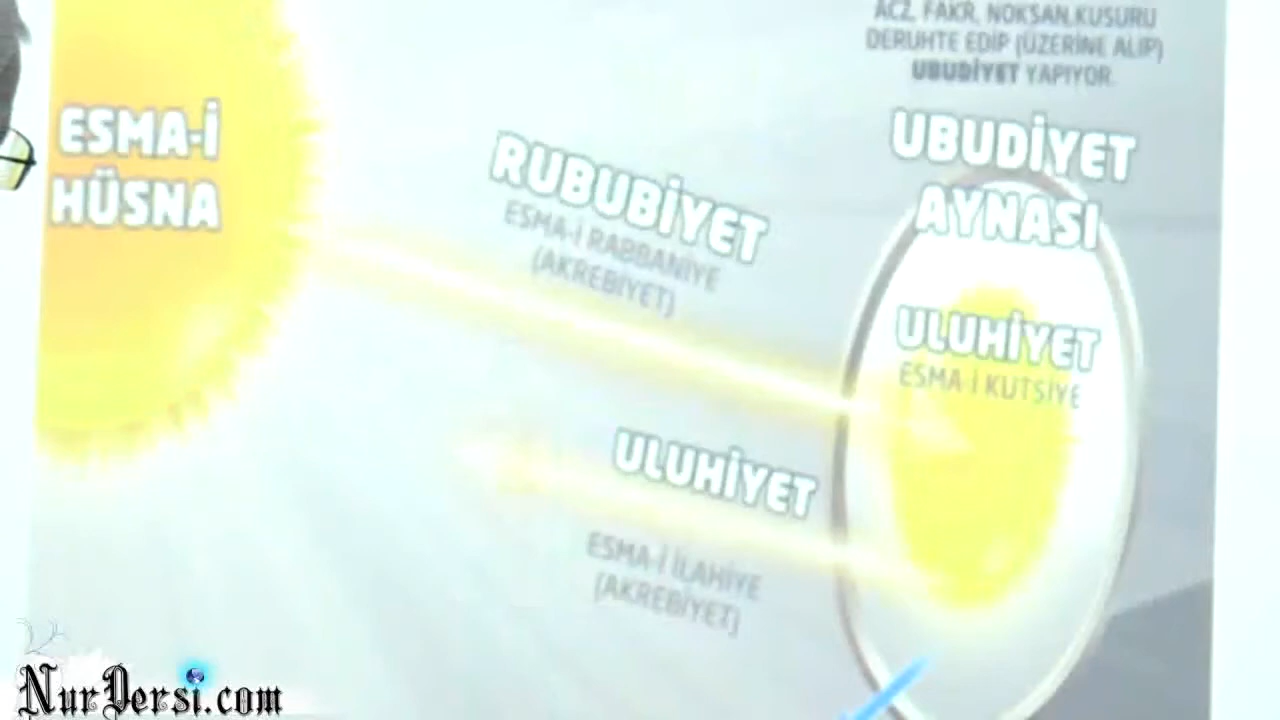 ACZ, FAKR, NOKSAN,KUSURU
DERUHTE EDİP (ÜZERİNE ALIP)
UBUDİYET YAPIYOR.
ESMA-İ
HÜSNA
RUBUBİYET
ESMA-İ RABBANİYE
(AKREBİYET)
UBUDİYET
AYNASI
ULUHİYET
ESMA-İ KUTSİYE
ULUHİYET
ESMA-İ İLAHİYE
(AKREBİYET)
NurDersi.com